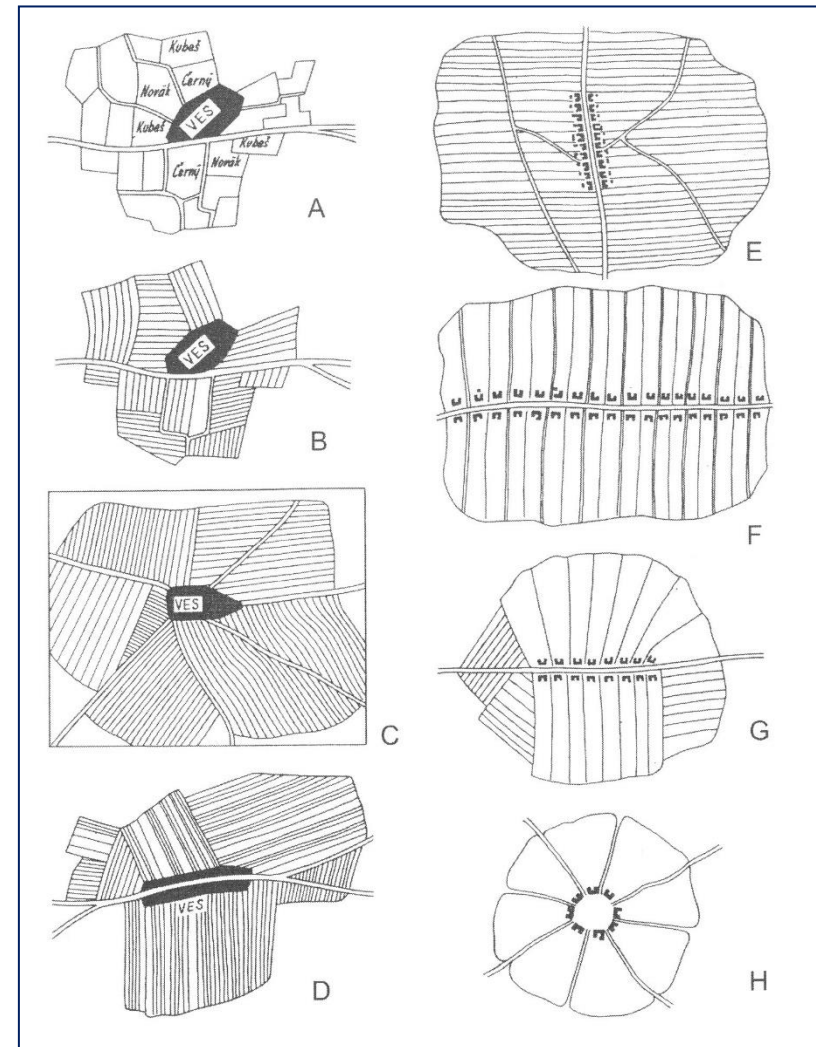 Kubeš
Černý
Novák
VES
Kubeš
Kubeš
Novák
Černý
A
VES
B
VES
C
VES
D
E
F
G
H